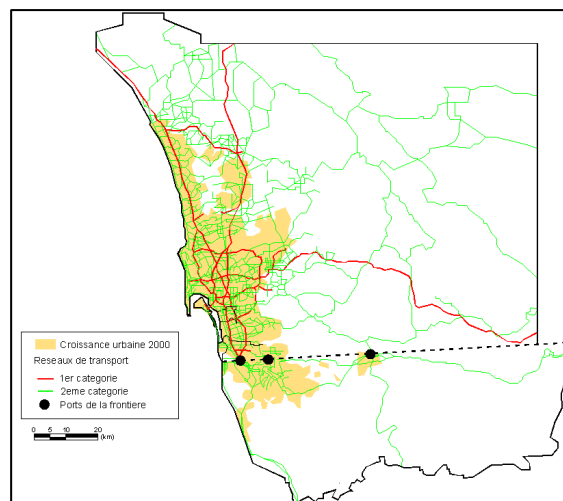 Croissance urbaine 2000
Reseaux de transport
1er categorie
2eme categorie
Ports de la frontiere
0 5 10 20
(km)